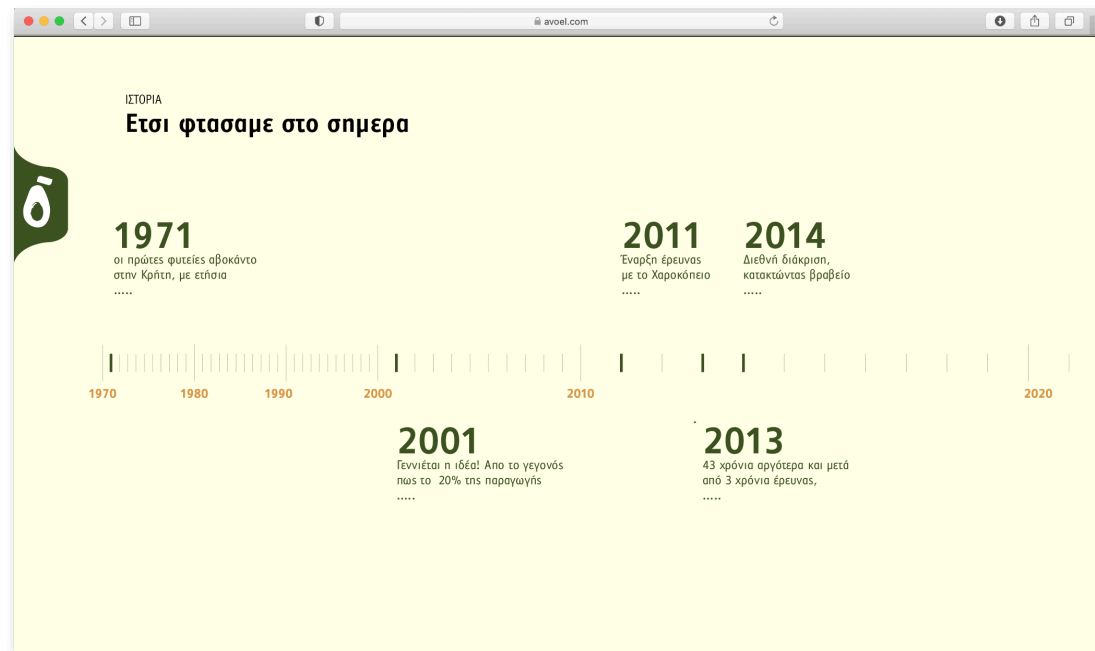 avoel.com
ΙΣΤΟΡΙΑ
Ετσι φτασαμε στο σημερα
1971
οι πρώτες φυτείες αβοκάντο
στην Κρήτη, με ετήσια
.....
2011
Έναρξη έρευνας
με το Χαροκόπειο
.....
2014
Διεθνή διάκριση,
κατακτώντας βραβείο
.....
1970 1980 1990 2000 2010 2020
2001
Γεννιέται η ιδέα! Απο το γεγονός
πως το 20% της παραγωγής
.....
2013
43 χρόνια αργότερα και μετά
από 3 χρόνια έρευνας,
.....